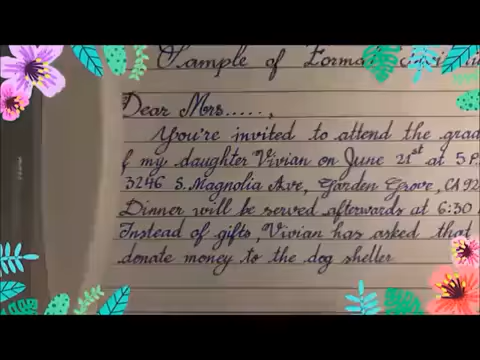 Sample of Formal
Dear Mrs.....,
You're invited to attend the grad
f my daughter Vivian on June 21st at 5 P
3246 S. Magnolia Ave, Garden Grove, CA 92
Dinner will be served afterwards at 6:30
Instead of gifts, Vivian has asked that
donate money to the dog shelter